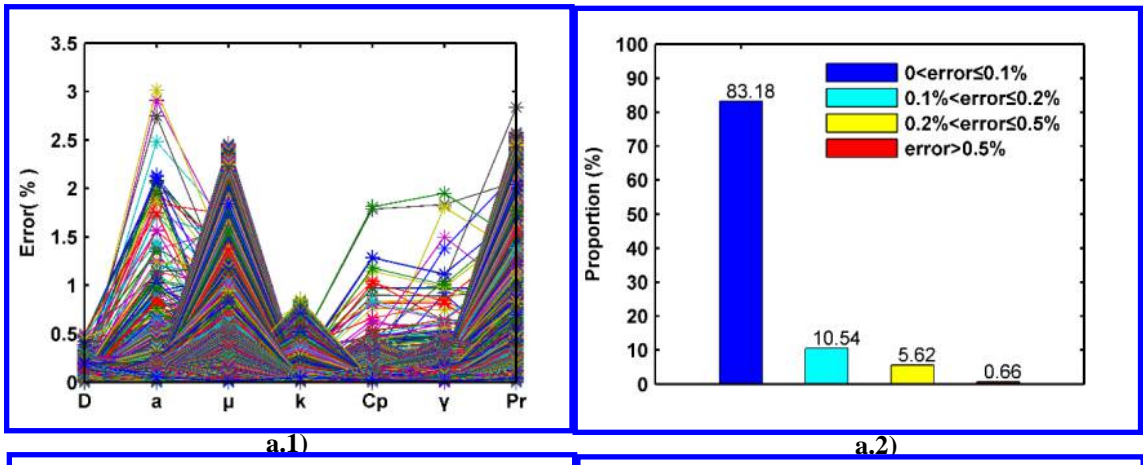 3.5
3
2.5
2
1.5
1
0.5
0
Error( % )
D a μ k Cp γ Pr
a.1)
100
90
80
70
60
50
40
30
20
10
0
Proportion (%)
0<error≤0.1%
0.1%<error≤0.2%
0.2%<error≤0.5%
error>0.5%
83.18
10.54
5.62
0.66
a.2)